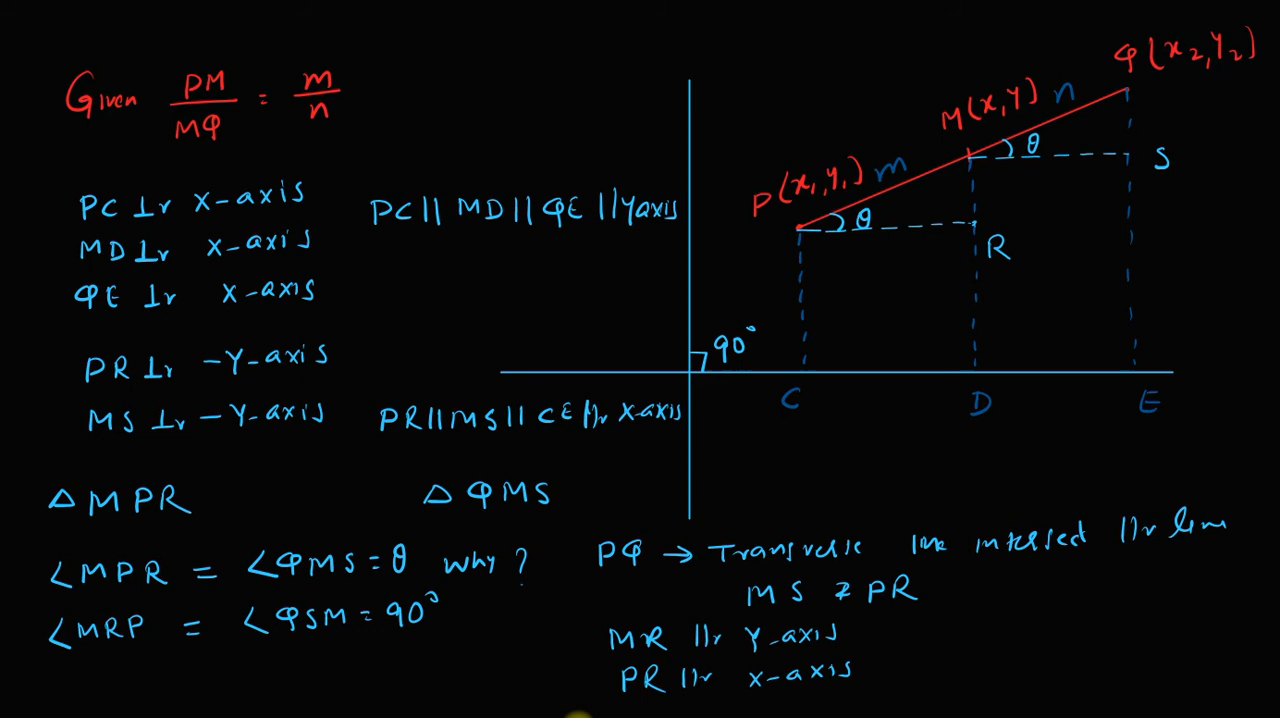 Given PM/MQ = m/n
PC ⊥r X-axis
MD ⊥r X-axis
QE ⊥r X-axis
PC || MD || QE || Y axis
PR ⊥r -Y-axis
MS ⊥r -Y-axis
PR || MS || CE ||r X-axis
△ MPR
△ QMS
∠MPR = ∠QMS = θ why?
∠MRP = ∠QSM = 90°
Q(x2, y2)
M(x, y)
n
P(x1, y1)
m
θ
S
θ
R
90°
C
D
E
PQ → Transverse line intersect ||r line
MS & PR
MR ||r Y-axis
PR ||r X-axis